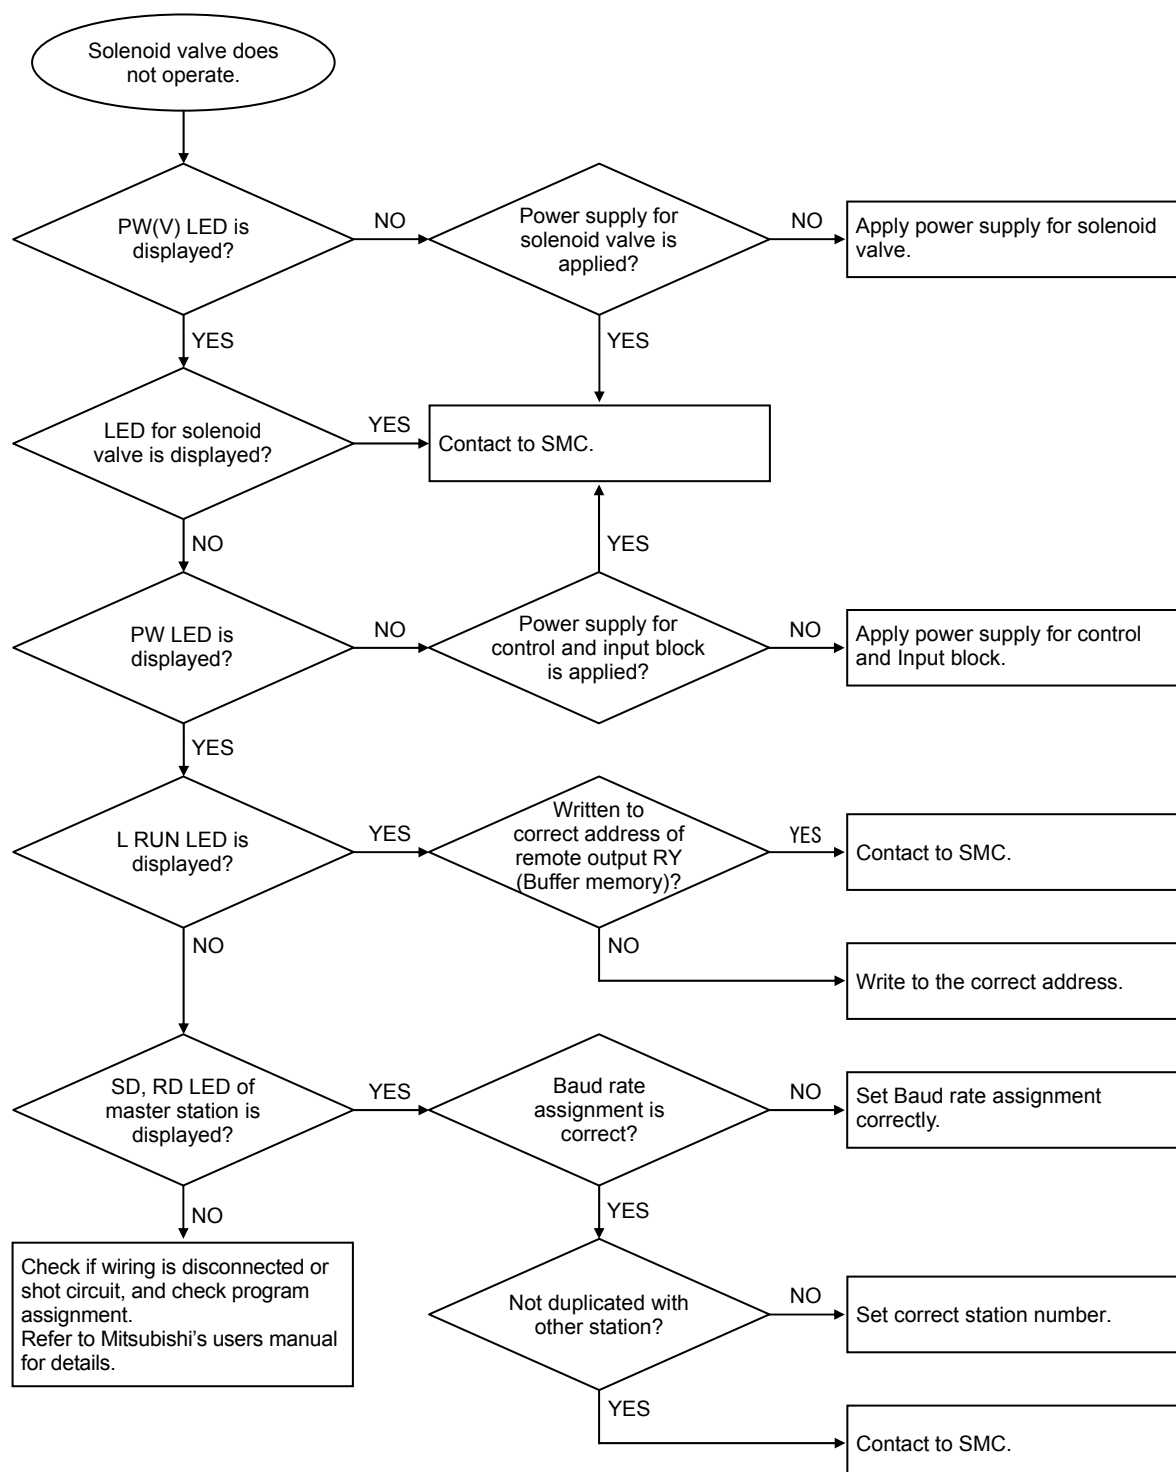 Solenoid valve does
not operate.
PW(V) LED is
displayed?
NO
Power supply for
solenoid valve is
applied?
NO
Apply power supply for solenoid
valve.
YES
YES
LED for solenoid
valve is displayed?
YES
Contact to SMC.
NO
YES
PW LED is
displayed?
NO
Power supply for
control and input block
is applied?
NO
Apply power supply for control
and Input block.
YES
L RUN LED is
displayed?
YES
Written to
correct address of
remote output RY
(Buffer memory)?
YES
Contact to SMC.
NO
NO
Write to the correct address.
SD, RD LED of
master station is
displayed?
YES
Baud rate
assignment is
correct?
NO
Set Baud rate assignment
correctly.
NO
YES
Check if wiring is disconnected or
shot circuit, and check program
assignment.
Refer to Mitsubishi’s users manual
for details.
Not duplicated with
other station?
NO
Set correct station number.
YES
Contact to SMC.